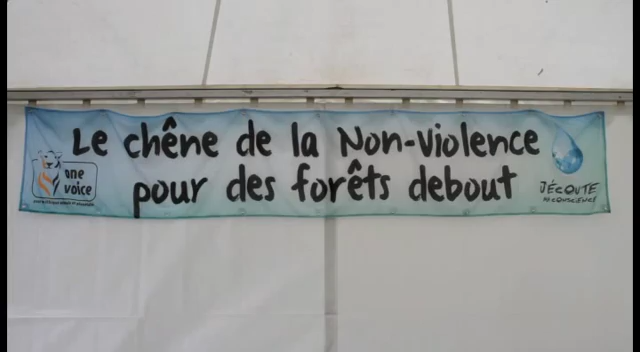 Le chêne de la Non-Violence
pour des forêts debout
one
voice
J'ÉCOUTE
MA CONSCIENCE